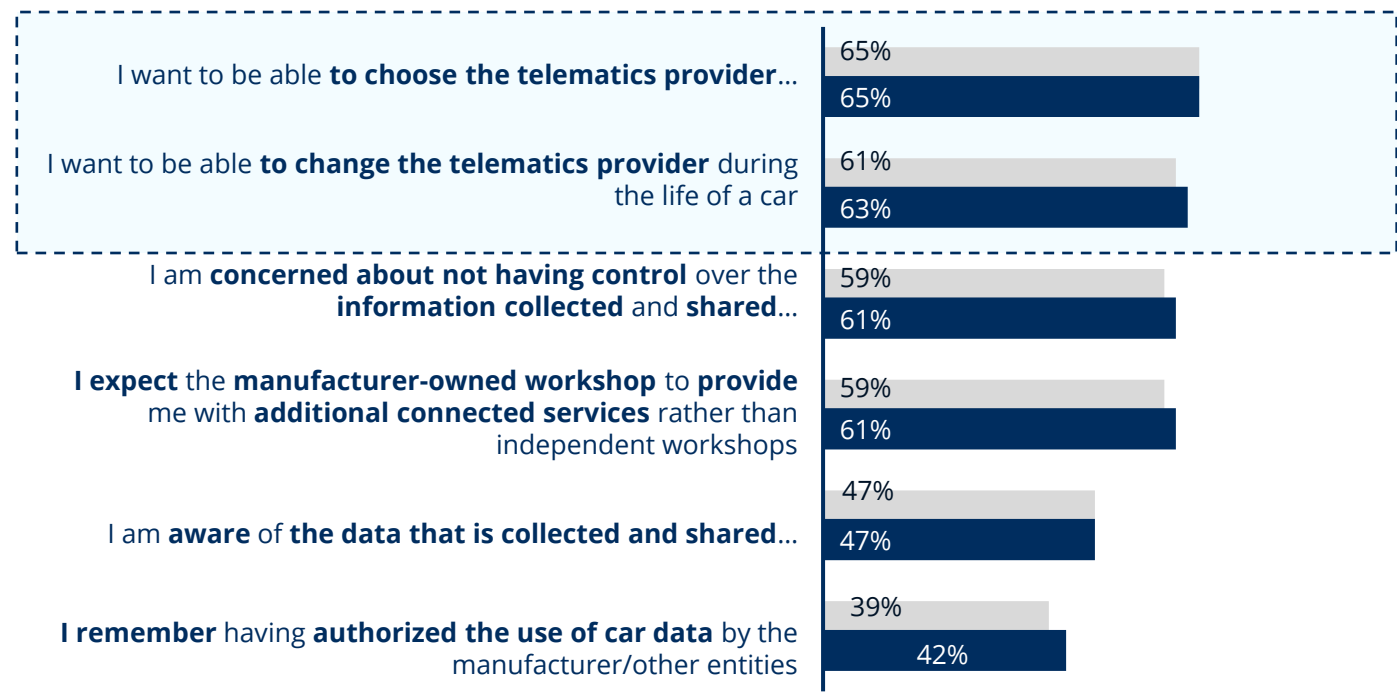 I want to be able to choose the telematics provider...
65%
65%
I want to be able to change the telematics provider during
the life of a car
61%
63%
I am concerned about not having control over the
information collected and shared...
59%
61%
I expect the manufacturer-owned workshop to provide
me with additional connected services rather than
independent workshops
59%
61%
I am aware of the data that is collected and shared...
47%
47%
I remember having authorized the use of car data by the
manufacturer/other entities
39%
42%